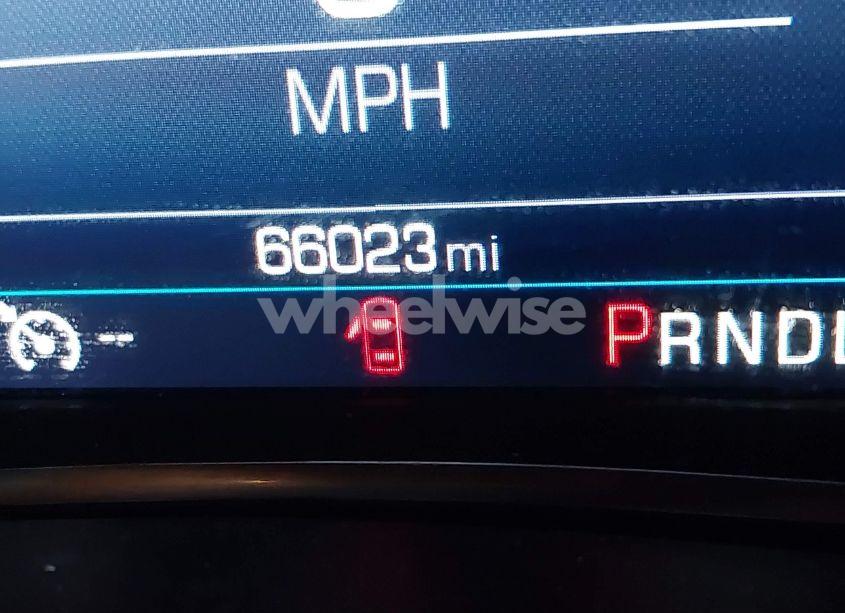 MPH
66023 mi
wheelwise
PRNDL